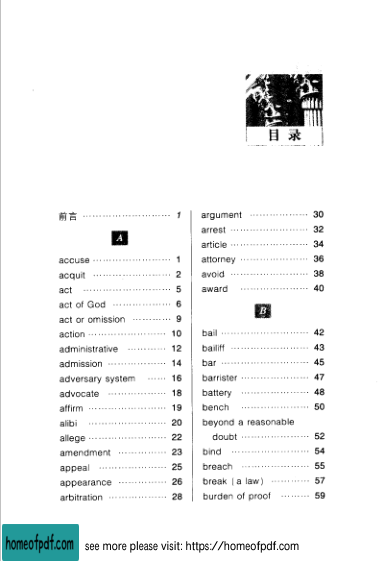 目录
前言 ……………………… 1
A
accuse …………………… 1
acquit …………………… 2
act ……………………… 5
act of God ……………… 6
act or omission ………… 9
action …………………… 10
administrative ………… 12
admission ……………… 14
adversary system …… 16
advocate ……………… 18
affirm …………………… 19
alibi …………………… 20
allege …………………… 22
amendment …………… 23
appeal ………………… 25
appearance …………… 26
arbitration ……………… 28
argument ……………… 30
arrest …………………… 32
article …………………… 34
attorney ………………… 36
avoid …………………… 38
award ………………… 40
B
bail ……………………… 42
bailiff …………………… 43
bar ……………………… 45
barrister ………………… 47
battery ………………… 48
bench ………………… 50
beyond a reasonable
doubt ………………… 52
bind …………………… 54
breach ………………… 55
break (a law) ………… 57
burden of proof ……… 59
homeofpdf.com
see more please visit: https://homeofpdf.com